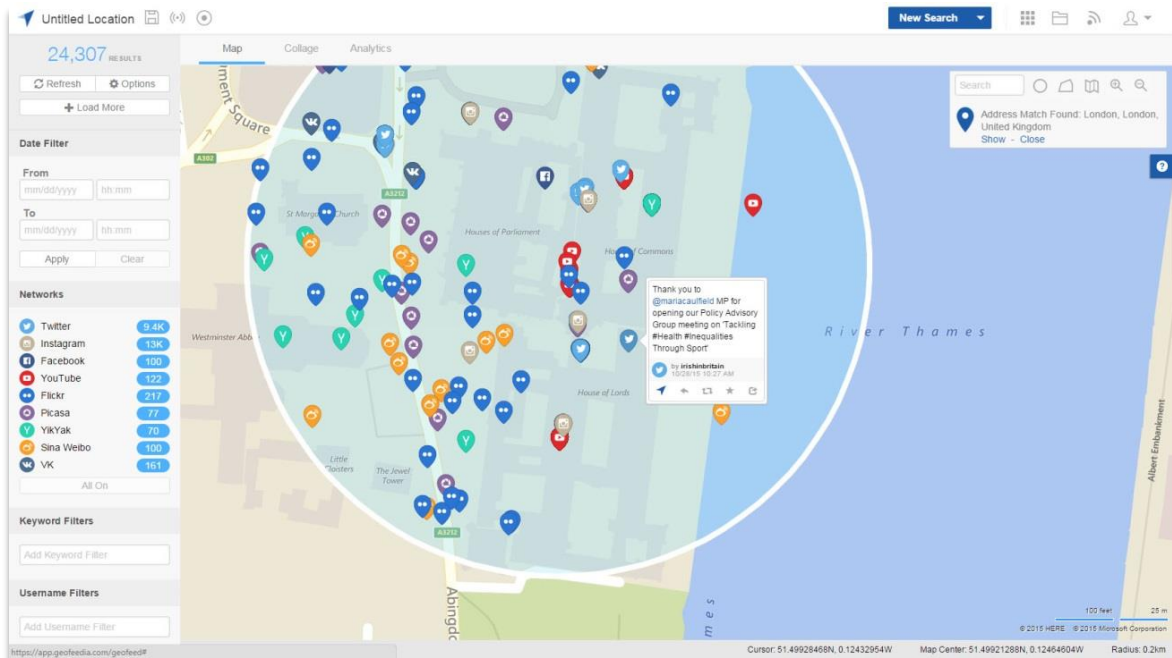 Untitled Location
New Search
24,307 RESULTS
Refresh
Options
Load More
Date Filter
From
mm/dd/yyyy
hh:mm
To
mm/dd/yyyy
hh:mm
Apply
Clear
Networks
Twitter 9.4K
Instagram 13K
Facebook 100
YouTube 122
Flickr 217
Picasa 77
YikYak 70
Sina Weibo 100
VK 161
All On
Keyword Filters
Add Keyword Filter
Username Filters
Add Username Filter
https://app.geofeedia.com/geofeed#
Map
Collage
Analytics
Search
Address Match Found: London, London,
United Kingdom
Show - Close
?
Square
A302
A3212
Houses of Parliament
House of Commons
Thank you to
@mariacaulfield MP for
opening our Policy Advisory
Group meeting on 'Tackling
#Health #Inequalities
Through Sport'
by irishinbritain
10/28/15 10:27 AM
River Thames
House of Lords
Little
Cloisters
The Jewel
Tower
A3212
Albert Embankment
100 feet
25 m
© 2015 HERE © 2015 Microsoft Corporation
Cursor: 51.49928468N, 0.12432954W
Map Center: 51.49921288N, 0.12464604W
Radius: 0.2km